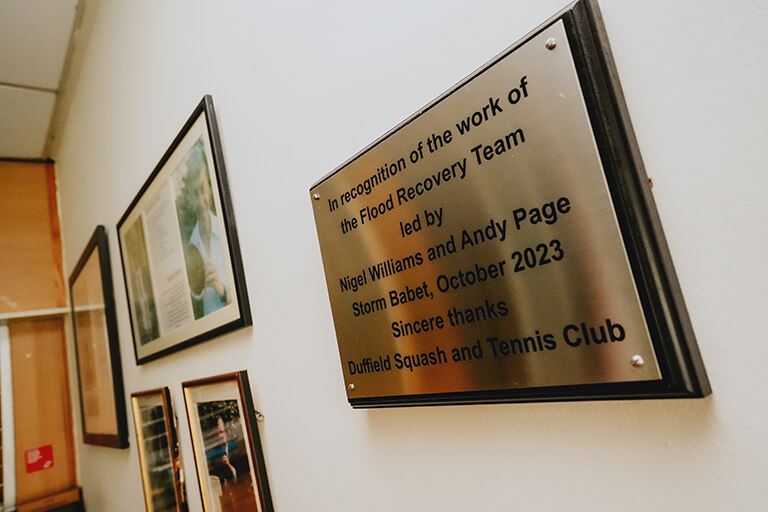 In recognition of the work of
the Flood Recovery Team
led by
Nigel Williams and Andy Page
Storm Babet, October 2023
Sincere thanks
Duffield Squash and Tennis Club